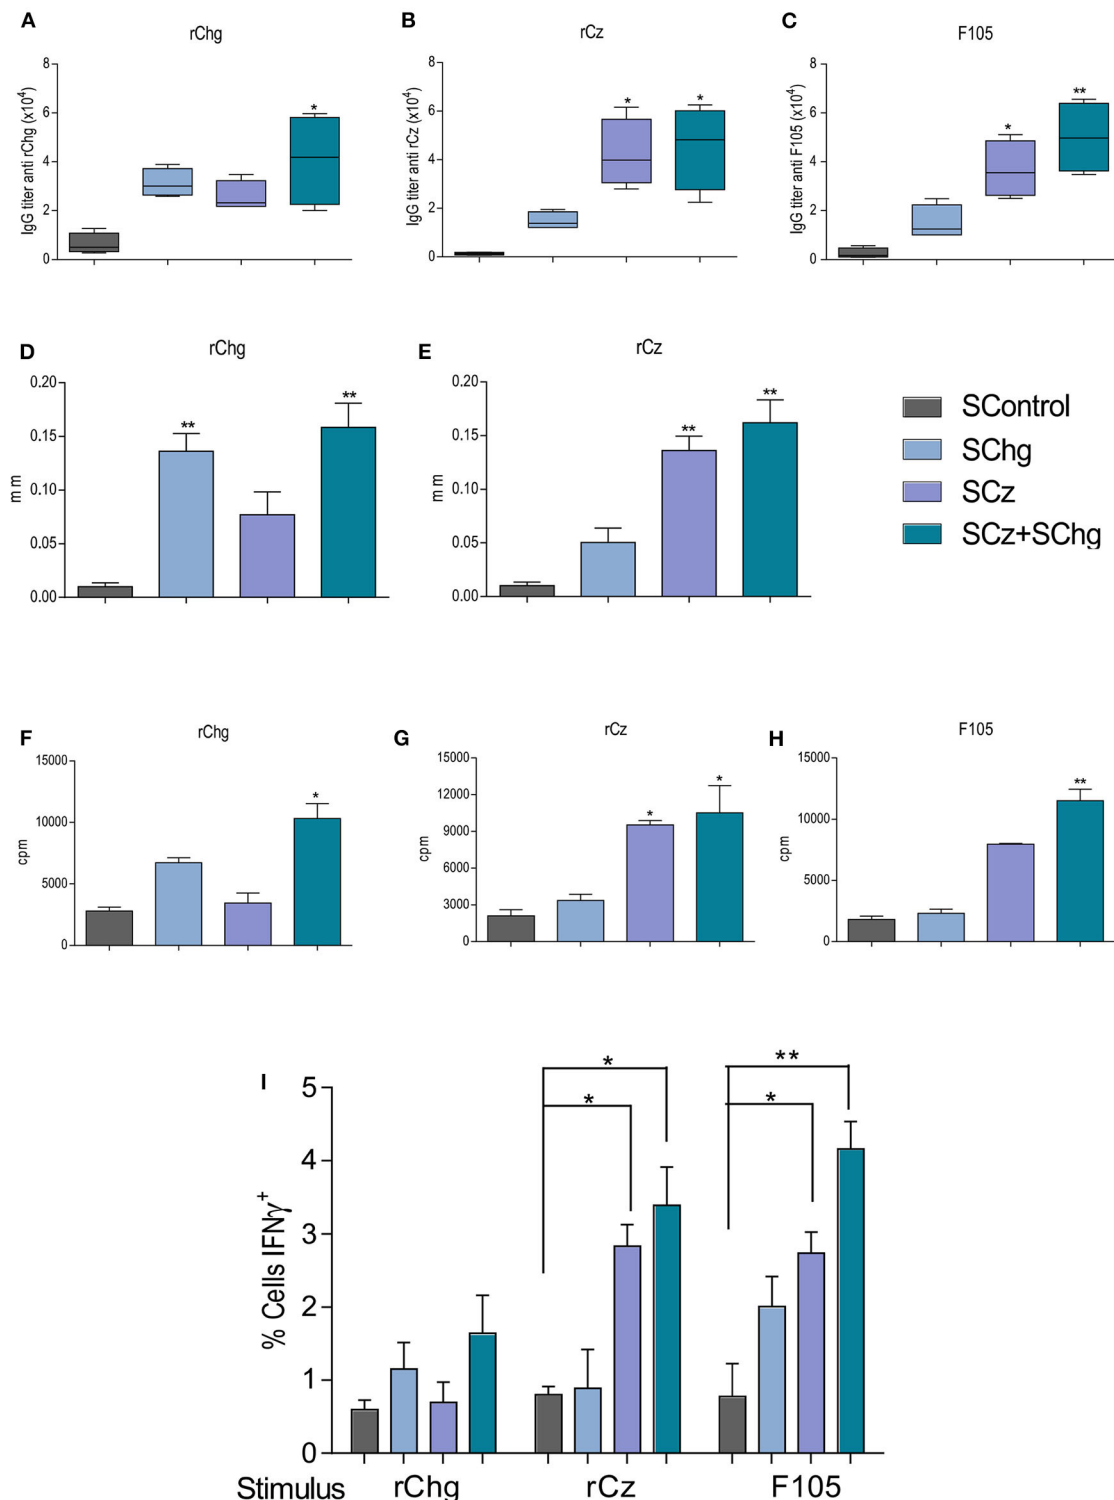 A
rChg
IgG titer anti rChg (x10⁴)
8
6
4
2
0
*
B
rCz
IgG titer anti rCz (x10⁴)
8
6
4
2
0
*
*
C
F105
IgG titer anti F105 (x10⁴)
8
6
4
2
0
*
**
D
rChg
mm
0.20
0.15
0.10
0.05
0.00
**
**
E
rCz
mm
0.20
0.15
0.10
0.05
0.00
**
**
SControl
SChg
SCz
SCz+SChg
F
rChg
cpm
15000
10000
5000
0
*
G
rCz
cpm
15000
12000
9000
6000
3000
0
*
*
H
F105
cpm
15000
10000
5000
0
**
I
% Cells IFNγ⁺
5
4
3
2
1
0
*
*
**
*
Stimulus rChg rCz F105